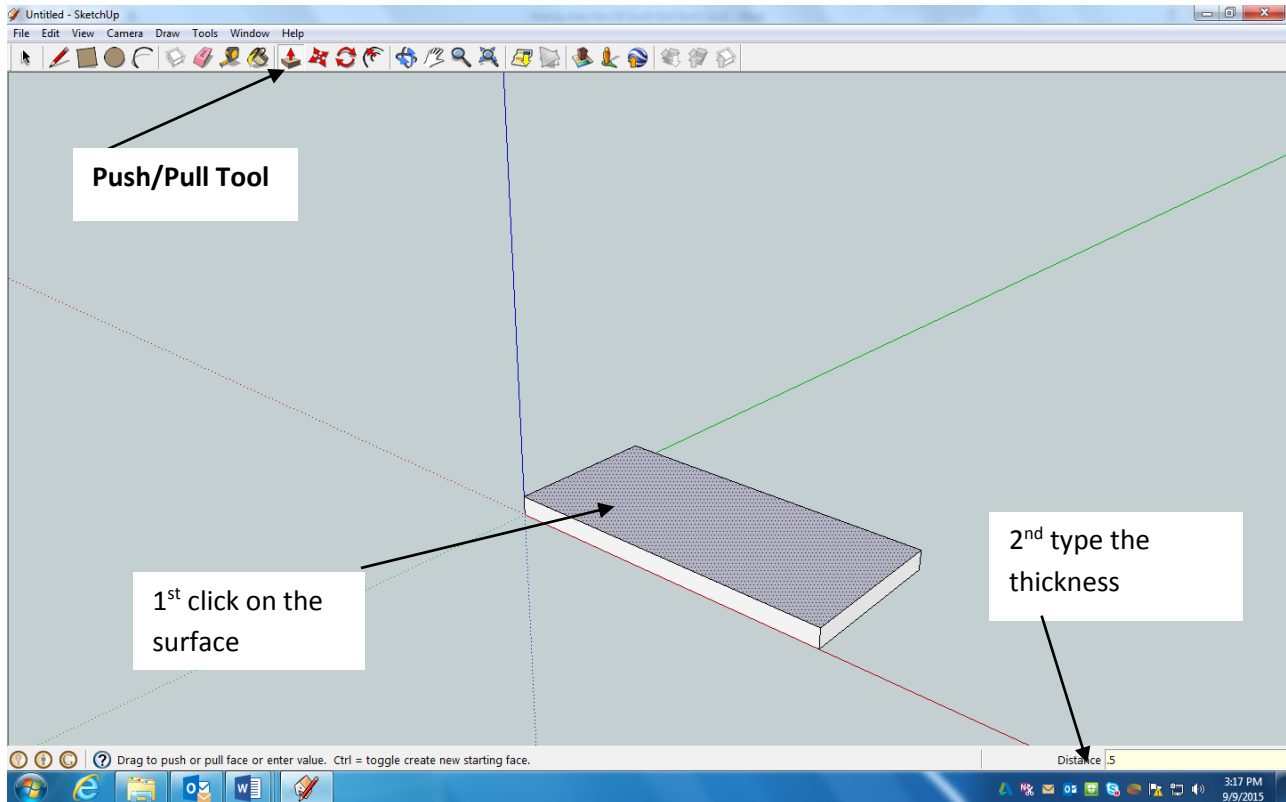 Untitled - SketchUp
File Edit View Camera Draw Tools Window Help
Push/Pull Tool
1st click on the
surface
2nd type the
thickness
Drag to push or pull face or enter value. Ctrl = toggle create new starting face.
Distance .5
3:17 PM
9/9/2015